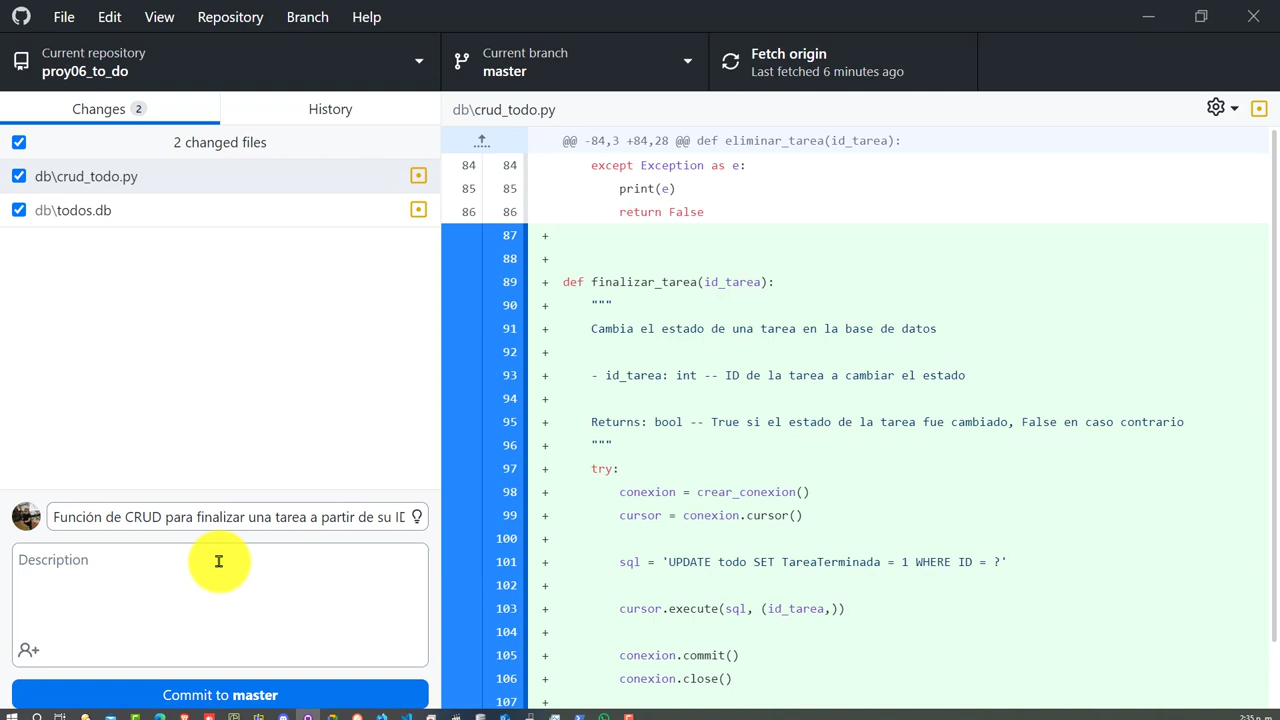 File Edit View Repository Branch Help
Current repository
proy06_to_do
Current branch
master
Fetch origin
Last fetched 6 minutes ago
Changes 2
History
2 changed files
db\crud_todo.py
db\todos.db
db\crud_todo.py
@@ -84,3 +84,28 @@ def eliminar_tarea(id_tarea):
84 84 except Exception as e:
85 85 print(e)
86 86 return False
87 +
88 +
89 + def finalizar_tarea(id_tarea):
90 + """
91 + Cambia el estado de una tarea en la base de datos
92 +
93 + - id_tarea: int -- ID de la tarea a cambiar el estado
94 +
95 + Returns: bool -- True si el estado de la tarea fue cambiado, False en caso contrario
96 + """
97 + try:
98 + conexion = crear_conexion()
99 + cursor = conexion.cursor()
100 +
101 + sql = 'UPDATE todo SET TareaTerminada = 1 WHERE ID = ?'
102 +
103 + cursor.execute(sql, (id_tarea,))
104 +
105 + conexion.commit()
106 + conexion.close()
107 +
Función de CRUD para finalizar una tarea a partir de su ID
Description
Commit to master
2:35 p. m.